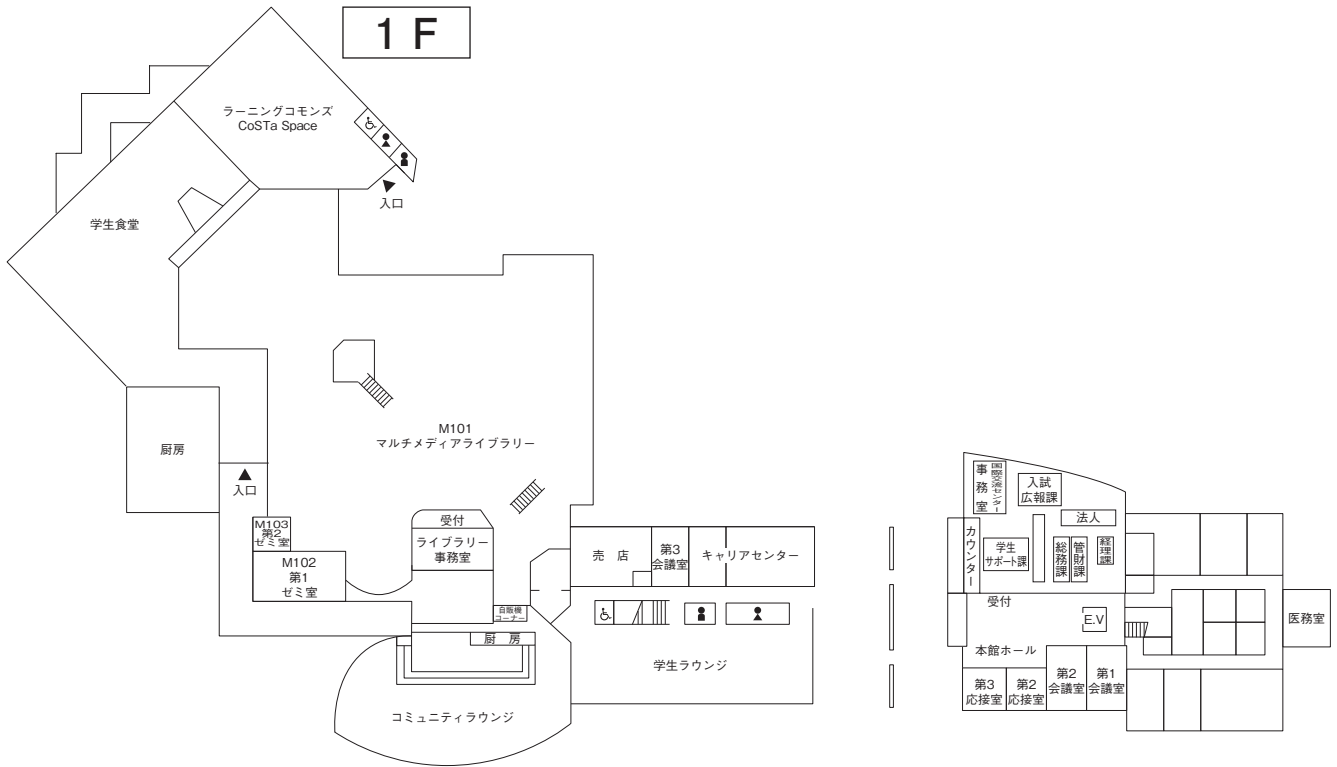 1 F
ラーニングコモンズ
CoSTa Space
入口
学生食堂
M101
マルチメディアライブラリー
厨房
入口
M103
第2
ゼミ室
M102
第1
ゼミ室
受付
ライブラリー
事務室
売 店
第3
会議室
キャリアセンター
自販機
コーナー
厨 房
学生ラウンジ
コミュニティラウンジ
事務室
国際交流センター
入試
広報課
法人
カウンター
学生
サポート課
総務課
管財課
経理課
受付
E.V
医務室
本館ホール
第3
応接室
第2
応接室
第2
会議室
第1
会議室